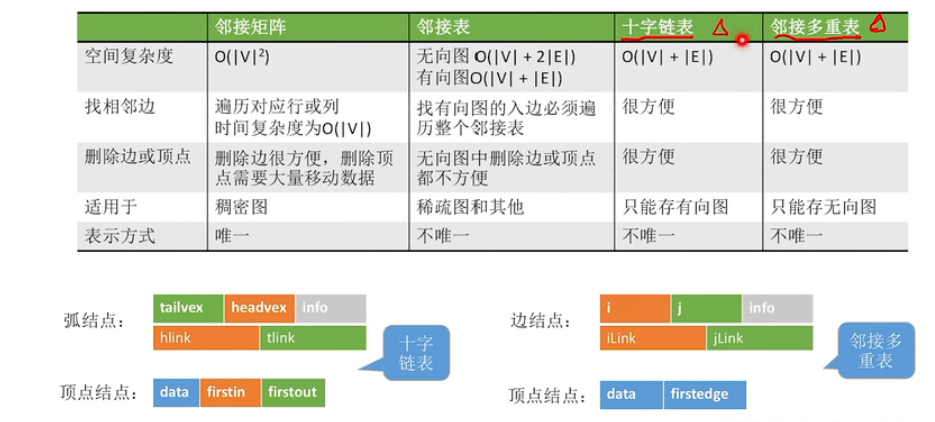 邻接矩阵 邻接表 十字链表 邻接多重表
空间复杂度 O(|V|²) 无向图 O(|V| + 2|E|) O(|V| + |E|) O(|V| + |E|)
有向图O(|V| + |E|)
找相邻边 遍历对应行或列 找有向图的入边必须遍 很方便 很方便
时间复杂度为O(|V|) 历整个邻接表
删除边或顶点 删除边很方便，删除顶 无向图中删除边或顶点 很方便 很方便
点需要大量移动数据 都不方便
适用于 稠密图 稀疏图和其他 只能存有向图 只能存无向图
表示方式 唯一 不唯一 不唯一 不唯一
弧结点： tailvex headvex info
hlink tlink
十字
链表
顶点结点： data firstin firstout
边结点： i j info
iLink jLink
邻接多
重表
顶点结点： data firstedge